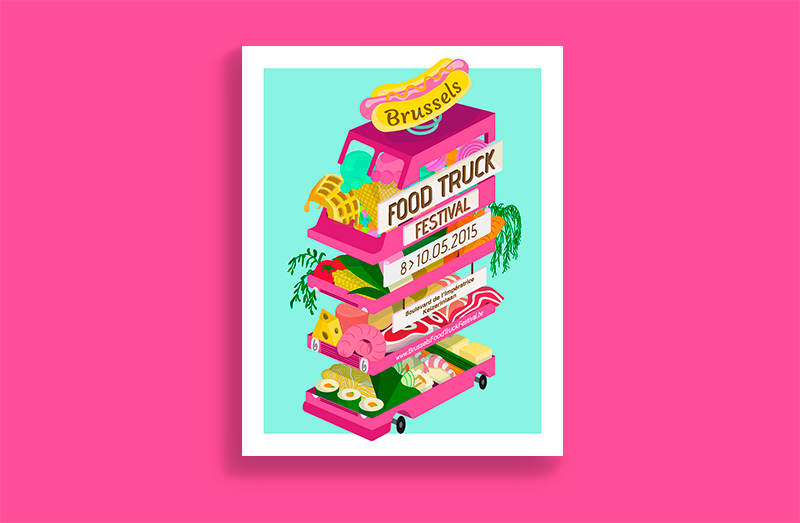 Brussels
FOOD TRUCK
FESTIVAL
8>10.05.2015
Boulevard de l'Impératrice
Keizerinlaan
www.BrusselsFoodTruckFestival.be